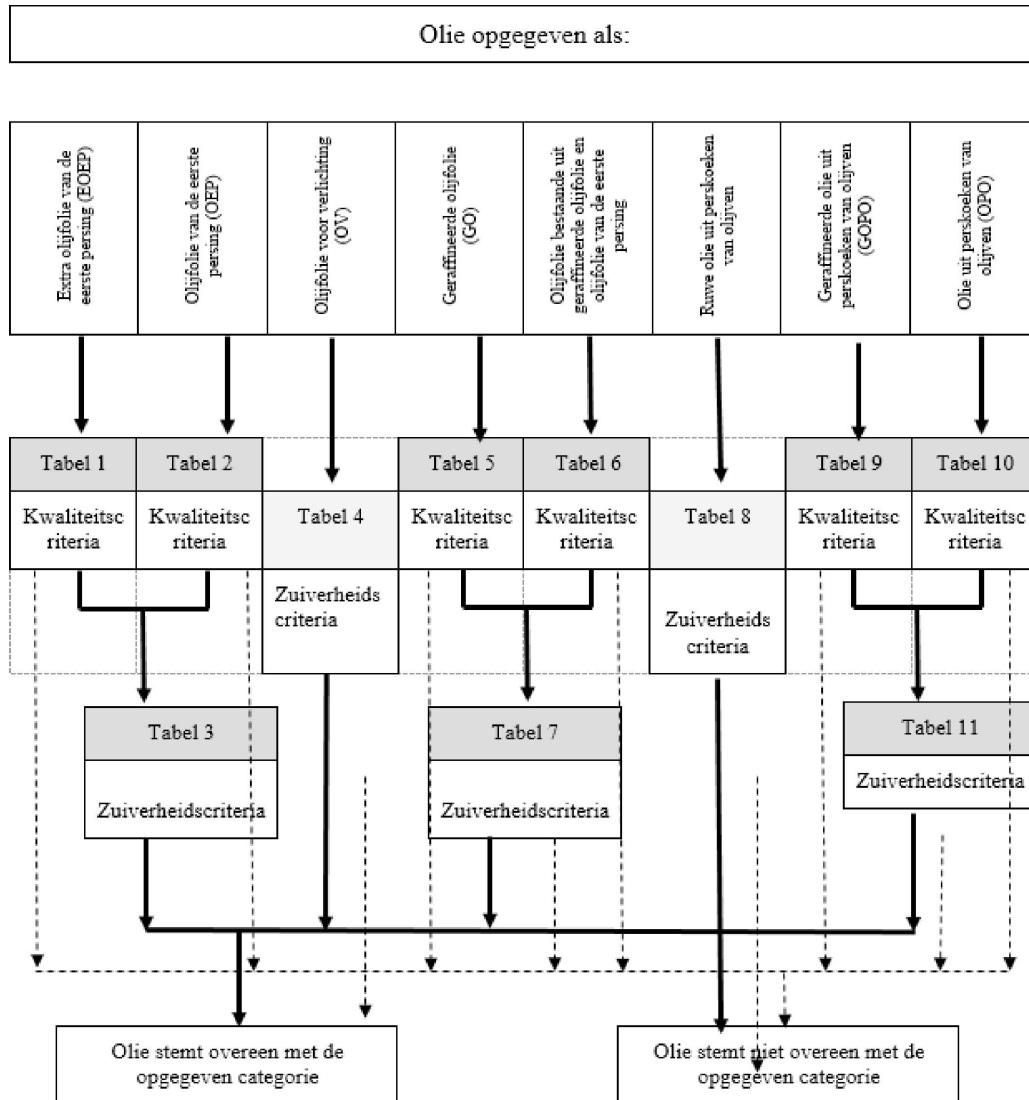 Olie opgegeven als:
Extra olijfolie van de
eerste persing (EOEP)
Olijfolie van de eerste
persing (OEP)
Olijfolie voor verlichting
(OV)
Geraffineerde olijfolie
(GO)
Olijfolie bestaande uit
geraffineerde olijfolie en
olijfolie van de eerste
persing
Ruwe olie uit perskoeken
van olijven
Geraffineerde olie uit
perskoeken van olijven
(GOPO)
Olie uit perskoeken van
olijven (OPO)
Tabel 1
Tabel 2
Tabel 5
Tabel 6
Tabel 9
Tabel 10
Kwaliteitsc
riteria
Kwaliteitsc
riteria
Tabel 4
Kwaliteitsc
riteria
Kwaliteitsc
riteria
Tabel 8
Kwaliteitsc
riteria
Kwaliteitsc
riteria
Zuiverheids
criteria
Zuiverheids
criteria
Tabel 3
Tabel 7
Tabel 11
Zuiverheidscriteria
Zuiverheidscriteria
Zuiverheidscriteria
Olie stemt overeen met de
opgegeven categorie
Olie stemt niet overeen met de
opgegeven categorie